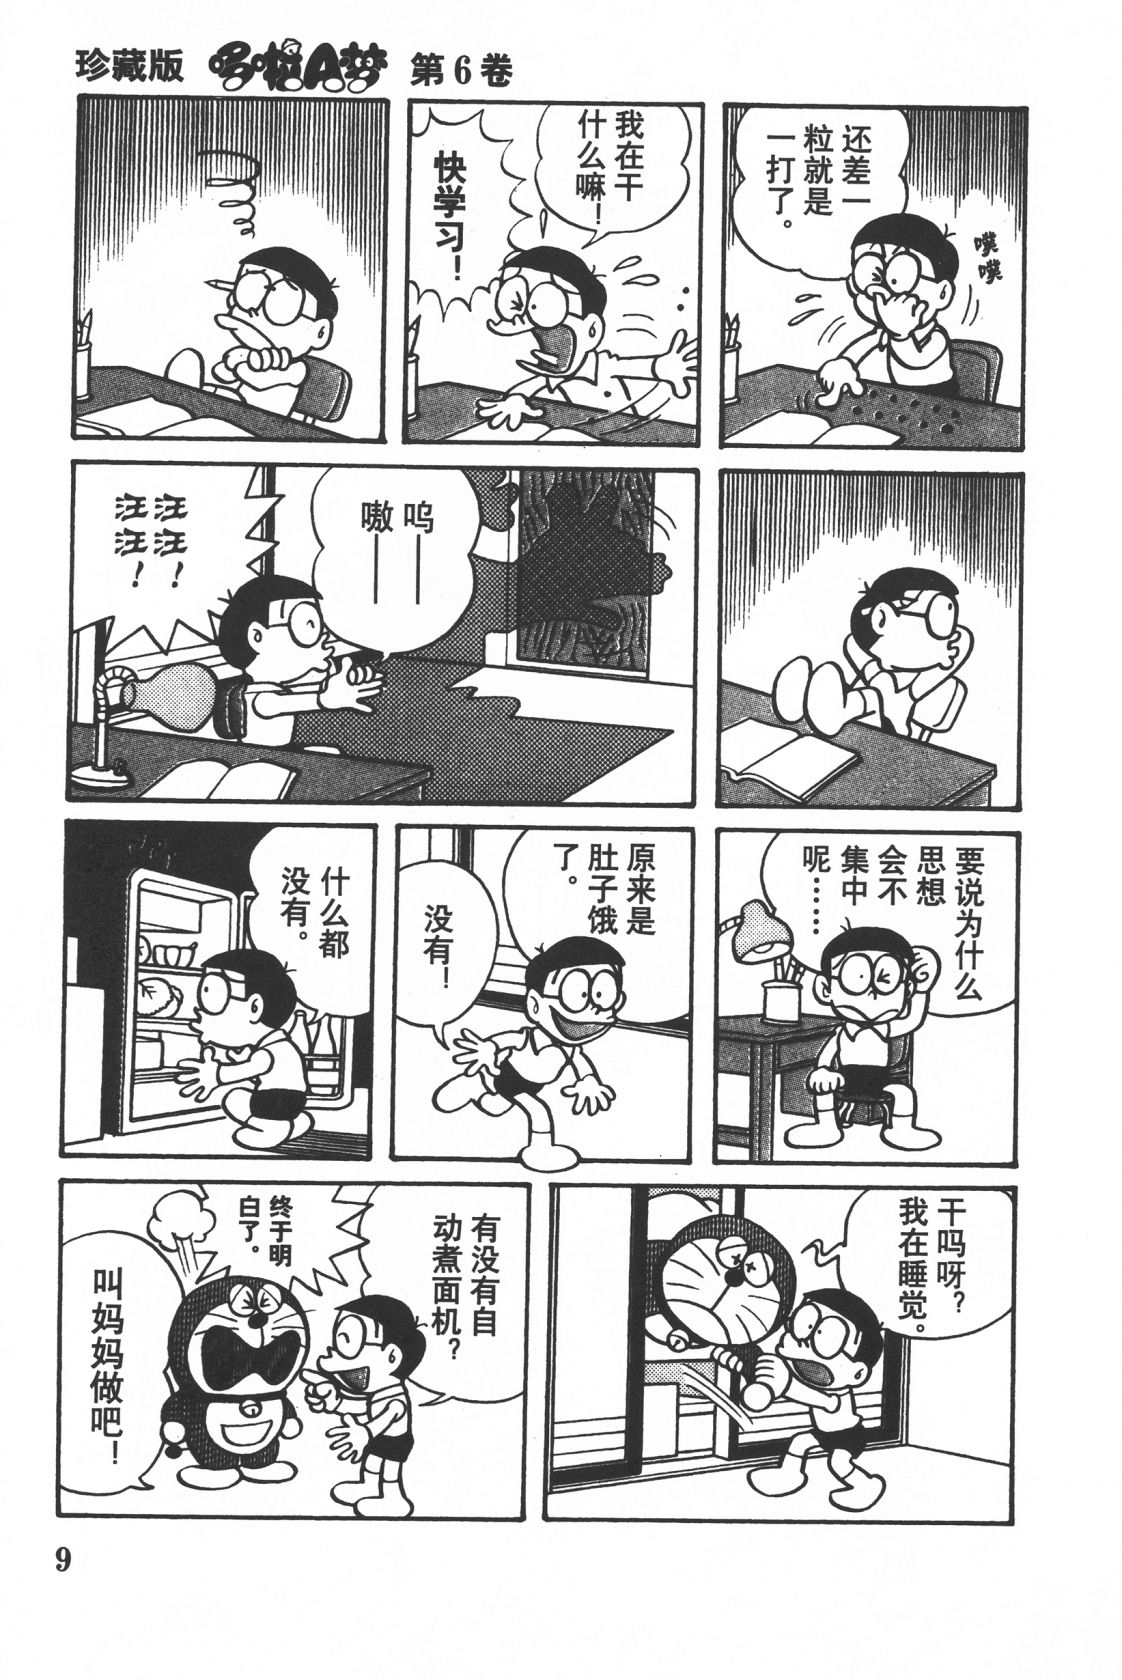 珍藏版 哆啦A梦 第6卷
还差一
粒就是
一打了。
噗噗
我在干
什么嘛！
快学习！
呜——
嗷——
汪汪！
汪汪！
要说为什么
思想
会不
集中
呢……
原来是
肚子饿
了。
没有！
什么都
没有。
干吗呀？
我在睡觉。
有没有自
动煮面机？
终于明
白了。
叫妈妈做吧！
9